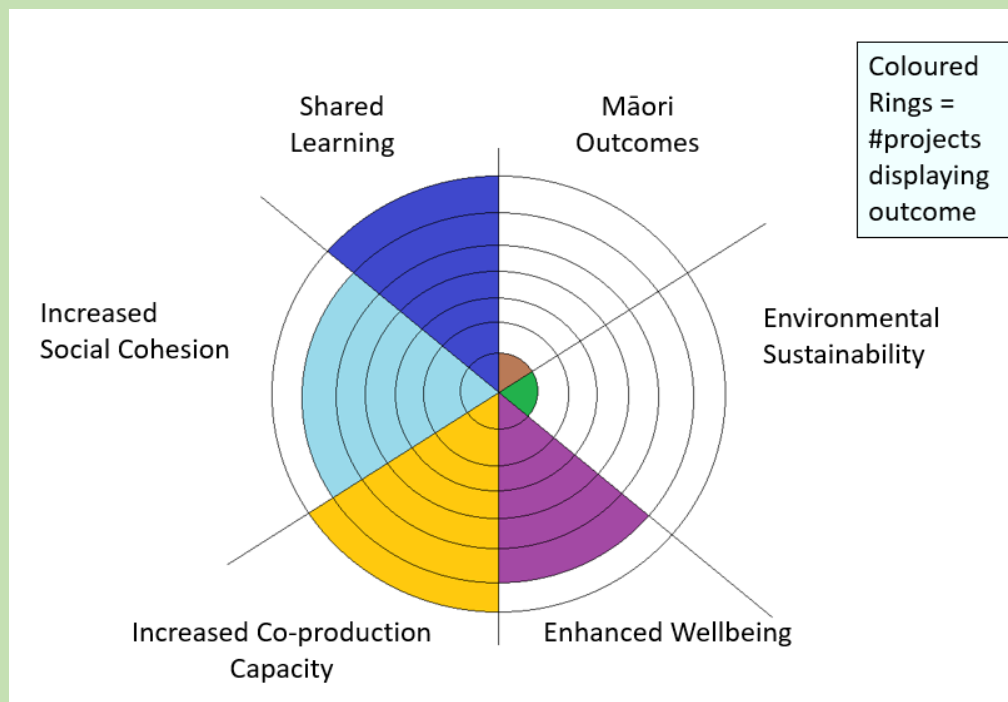 Shared
Learning
Māori
Outcomes
Coloured
Rings =
#projects
displaying
outcome
Increased
Social Cohesion
Environmental
Sustainability
Increased Co-production
Capacity
Enhanced Wellbeing